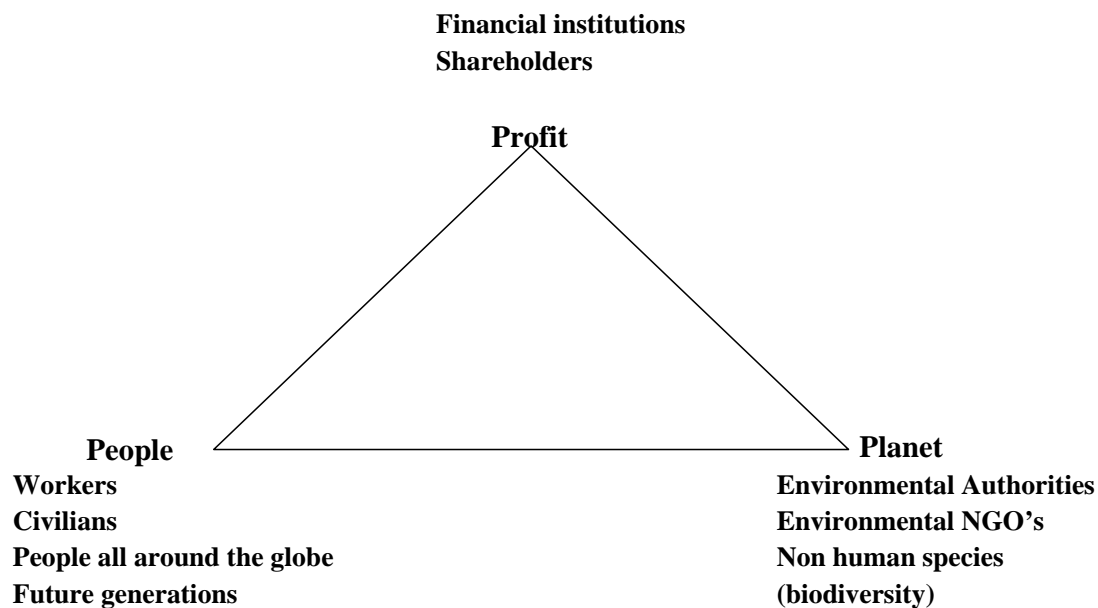 Financial institutions
Shareholders
Profit
People
Workers
Civilians
People all around the globe
Future generations
Planet
Environmental Authorities
Environmental NGO’s
Non human species
(biodiversity)